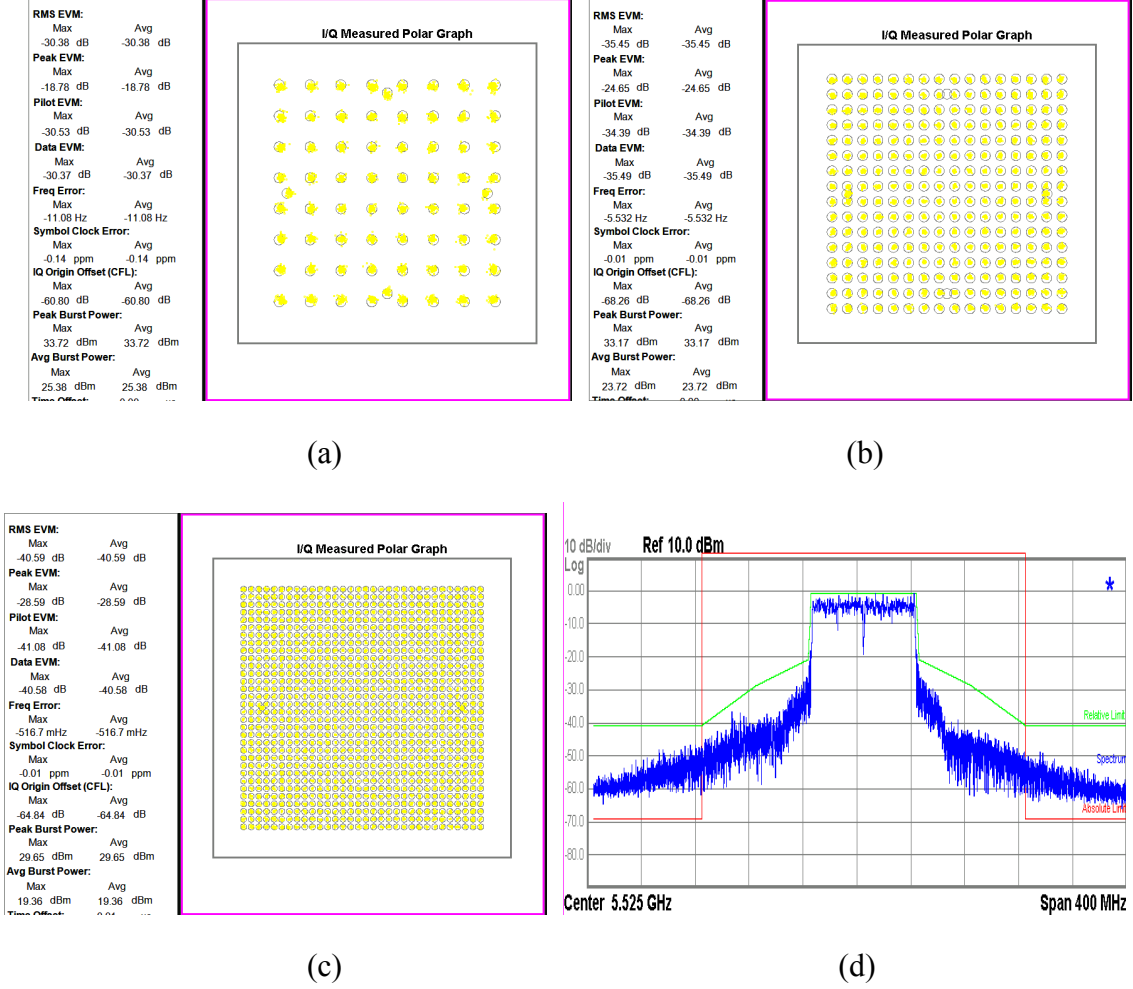 RMS EVM:
Max Avg
-30.38 dB -30.38 dB
Peak EVM:
Max Avg
-18.78 dB -18.78 dB
Pilot EVM:
Max Avg
-30.53 dB -30.53 dB
Data EVM:
Max Avg
-30.37 dB -30.37 dB
Freq Error:
Max Avg
-11.08 Hz -11.08 Hz
Symbol Clock Error:
Max Avg
-0.14 ppm -0.14 ppm
IQ Origin Offset (CFL):
Max Avg
-60.80 dB -60.80 dB
Peak Burst Power:
Max Avg
33.72 dBm 33.72 dBm
Avg Burst Power:
Max Avg
25.38 dBm 25.38 dBm
Time Offset:
I/Q Measured Polar Graph
(a)
RMS EVM:
Max Avg
-35.45 dB -35.45 dB
Peak EVM:
Max Avg
-24.65 dB -24.65 dB
Pilot EVM:
Max Avg
-34.39 dB -34.39 dB
Data EVM:
Max Avg
-35.49 dB -35.49 dB
Freq Error:
Max Avg
-5.532 Hz -5.532 Hz
Symbol Clock Error:
Max Avg
-0.01 ppm -0.01 ppm
IQ Origin Offset (CFL):
Max Avg
-68.26 dB -68.26 dB
Peak Burst Power:
Max Avg
33.17 dBm 33.17 dBm
Avg Burst Power:
Max Avg
23.72 dBm 23.72 dBm
Time Offset:
I/Q Measured Polar Graph
(b)
RMS EVM:
Max Avg
-40.59 dB -40.59 dB
Peak EVM:
Max Avg
-28.59 dB -28.59 dB
Pilot EVM:
Max Avg
-41.08 dB -41.08 dB
Data EVM:
Max Avg
-40.58 dB -40.58 dB
Freq Error:
Max Avg
-516.7 mHz -516.7 mHz
Symbol Clock Error:
Max Avg
-0.01 ppm -0.01 ppm
IQ Origin Offset (CFL):
Max Avg
-64.84 dB -64.84 dB
Peak Burst Power:
Max Avg
29.65 dBm 29.65 dBm
Avg Burst Power:
Max Avg
19.36 dBm 19.36 dBm
Time Offset:
I/Q Measured Polar Graph
(c)
10 dB/div Ref 10.0 dBm
Log
0.00
-10.0
-20.0
-30.0
-40.0
-50.0
-60.0
-70.0
-80.0
*
Relative Limit
Spectrum
Absolute Limit
Center 5.525 GHz Span 400 MHz
(d)